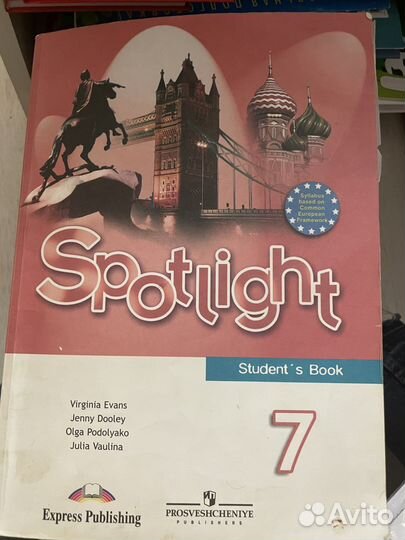 Syllabus
based on
Common
European
Framework
Spotlight
Student´s Book
Virginia Evans
Jenny Dooley
Olga Podolyako
Julia Vaulina
7
Express Publishing
PROSVESHCHENIYE
PUBLISHERS
Avito